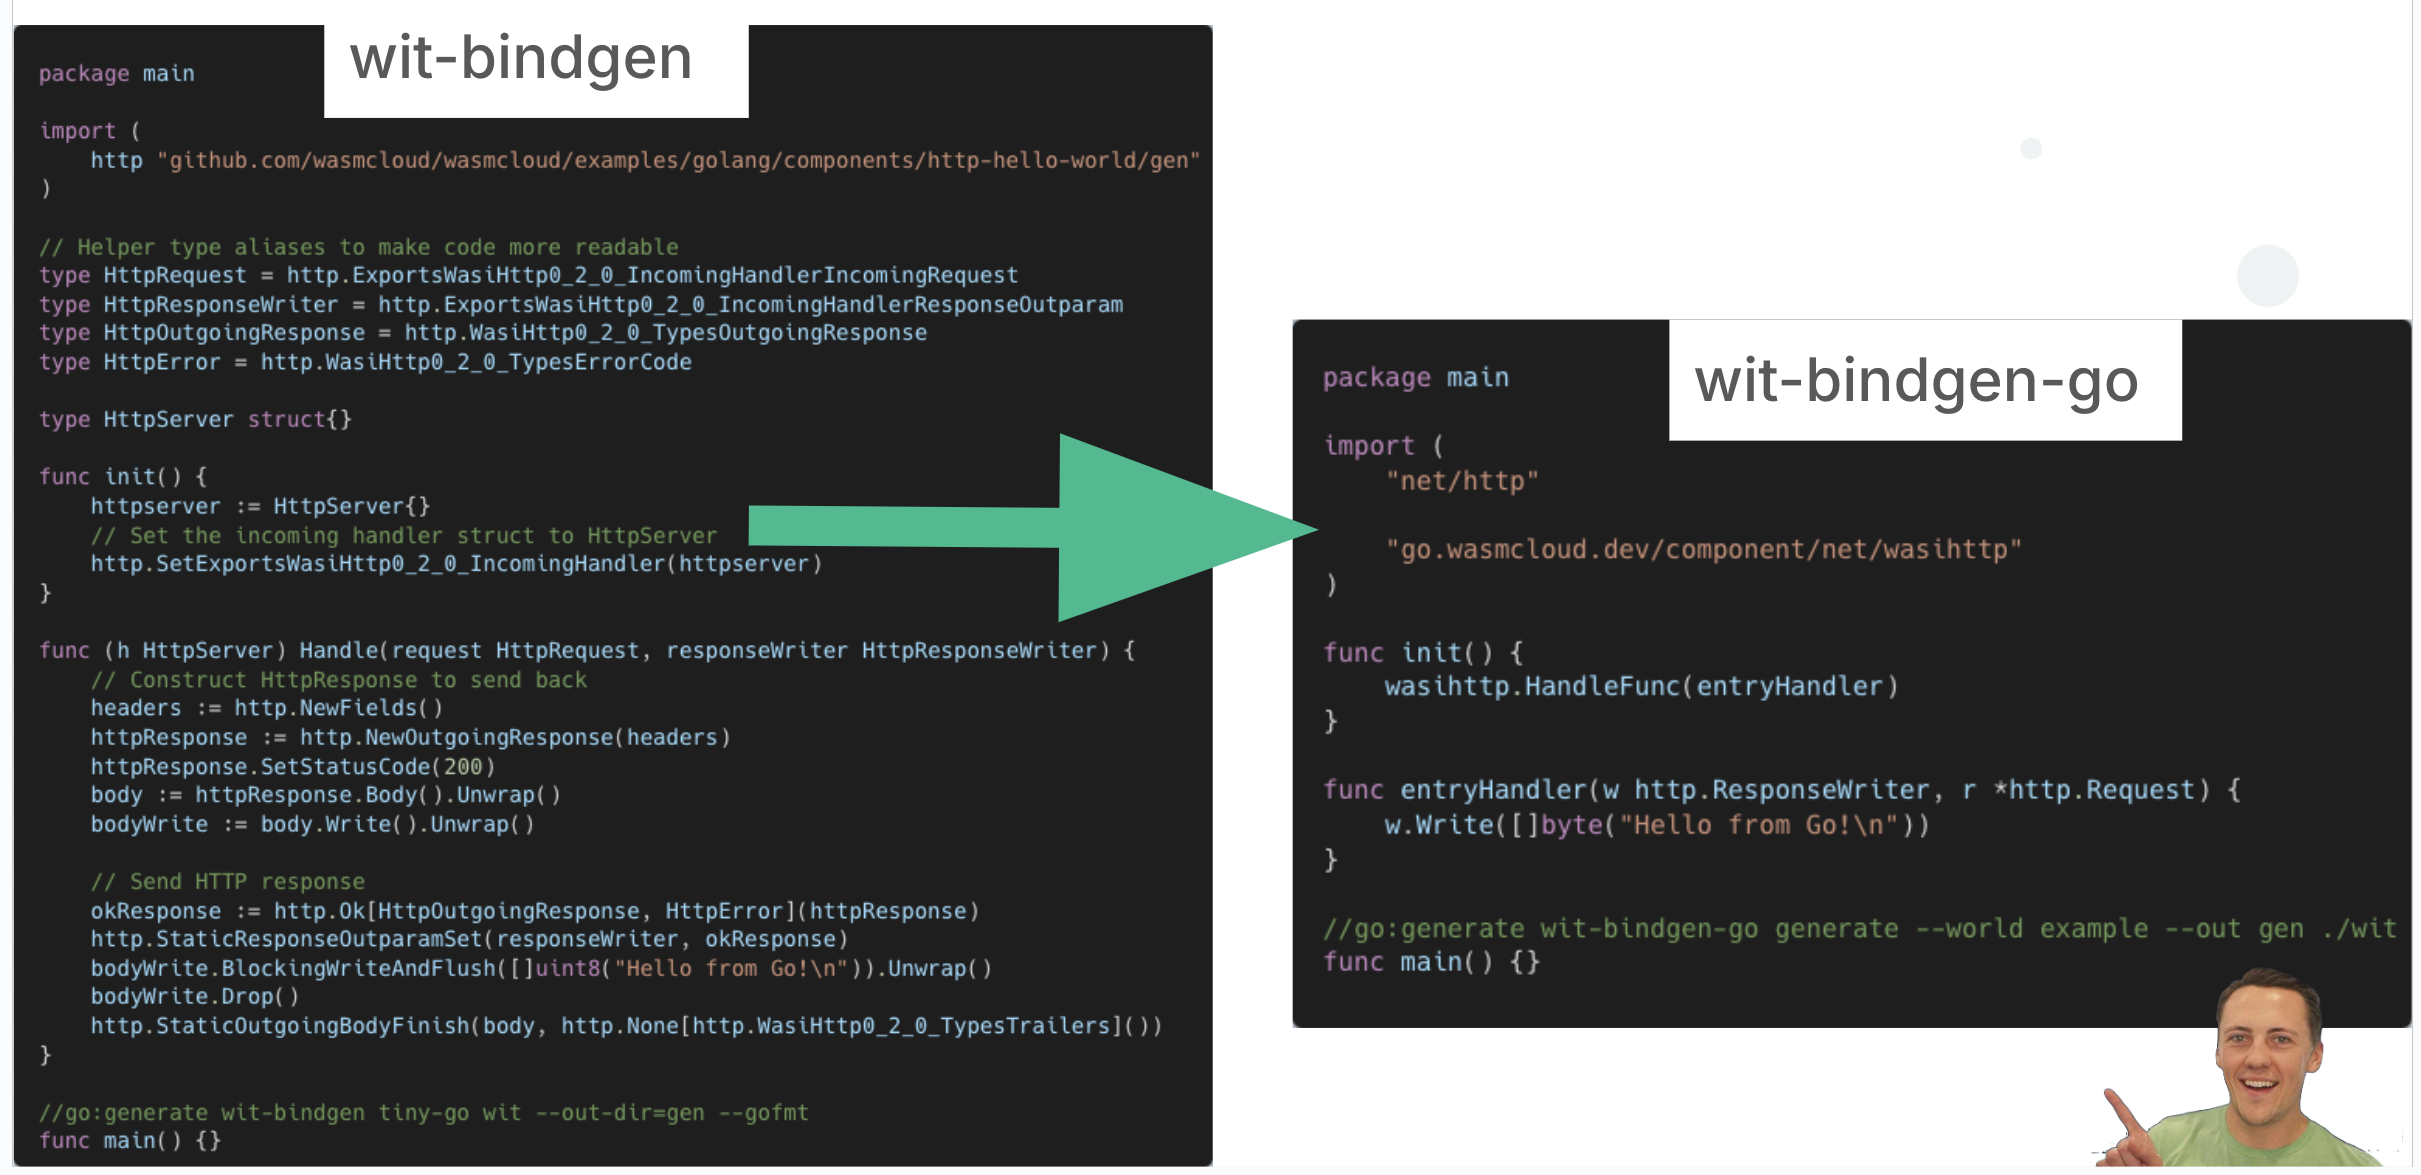 wit-bindgen
package main
import (
    http "github.com/wasmcloud/wasmcloud/examples/golang/components/http-hello-world/gen"
)
// Helper type aliases to make code more readable
type HttpRequest = http.ExportsWasiHttp0_2_0_IncomingHandlerIncomingRequest
type HttpResponseWriter = http.ExportsWasiHttp0_2_0_IncomingHandlerResponseOutparam
type HttpOutgoingResponse = http.WasiHttp0_2_0_TypesOutgoingResponse
type HttpError = http.WasiHttp0_2_0_TypesErrorCode
type HttpServer struct{}
func init() {
    httpserver := HttpServer{}
    // Set the incoming handler struct to HttpServer
    http.SetExportsWasiHttp0_2_0_IncomingHandler(httpserver)
}
func (h HttpServer) Handle(request HttpRequest, responseWriter HttpResponseWriter) {
    // Construct HttpResponse to send back
    headers := http.NewFields()
    httpResponse := http.NewOutgoingResponse(headers)
    httpResponse.SetStatusCode(200)
    body := httpResponse.Body().Unwrap()
    bodyWrite := body.Write().Unwrap()
    // Send HTTP response
    okResponse := http.Ok[HttpOutgoingResponse, HttpError](httpResponse)
    http.StaticResponseOutparamSet(responseWriter, okResponse)
    bodyWrite.BlockingWriteAndFlush([]uint8("Hello from Go!\n")).Unwrap()
    bodyWrite.Drop()
    http.StaticOutgoingBodyFinish(body, http.None[http.WasiHttp0_2_0_TypesTrailers]())
}
//go:generate wit-bindgen tiny-go wit --out-dir=gen --gofmt
func main() {}
wit-bindgen-go
package main
import (
    "net/http"
    "go.wasmcloud.dev/component/net/wasihttp"
)
func init() {
    wasihttp.HandleFunc(entryHandler)
}
func entryHandler(w http.ResponseWriter, r *http.Request) {
    w.Write([]byte("Hello from Go!\n"))
}
//go:generate wit-bindgen-go generate --world example --out gen ./wit
func main() {}